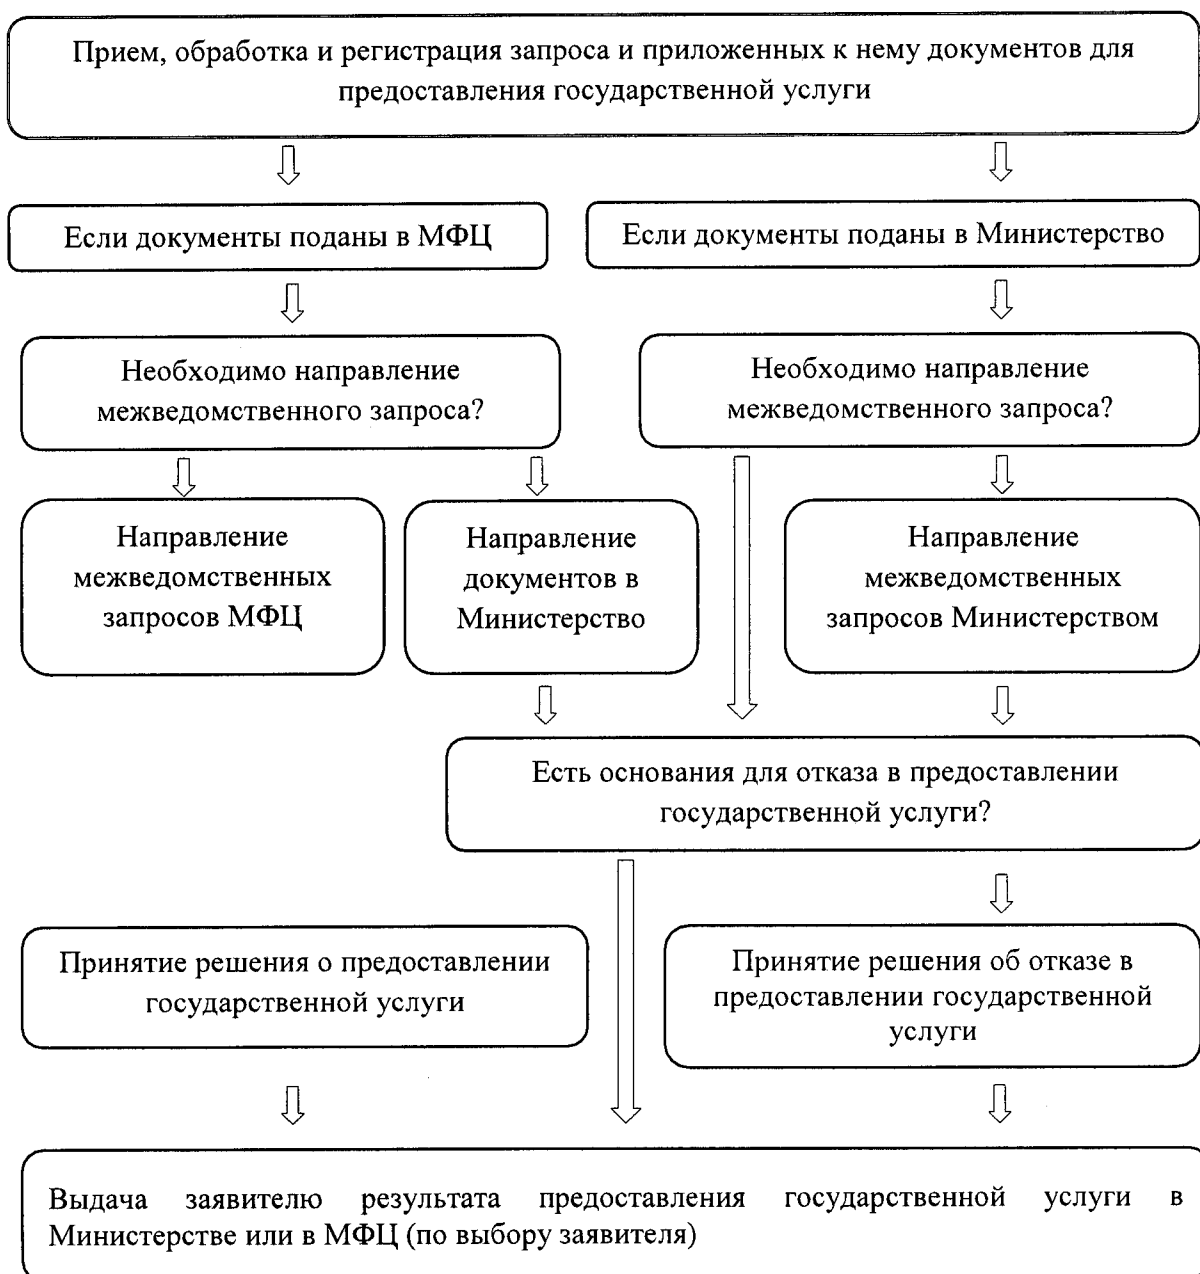 Прием, обработка и регистрация запроса и приложенных к нему документов для
предоставления государственной услуги
Если документы поданы в МФЦ
Если документы поданы в Министерство
Необходимо направление
межведомственного запроса?
Необходимо направление
межведомственного запроса?
Направление
межведомственных
запросов МФЦ
Направление
документов в
Министерство
Направление
межведомственных
запросов Министерством
Есть основания для отказа в предоставлении
государственной услуги?
Принятие решения о предоставлении
государственной услуги
Принятие решения об отказе в
предоставлении государственной
услуги
Выдача заявителю результата предоставления государственной услуги в
Министерстве или в МФЦ (по выбору заявителя)